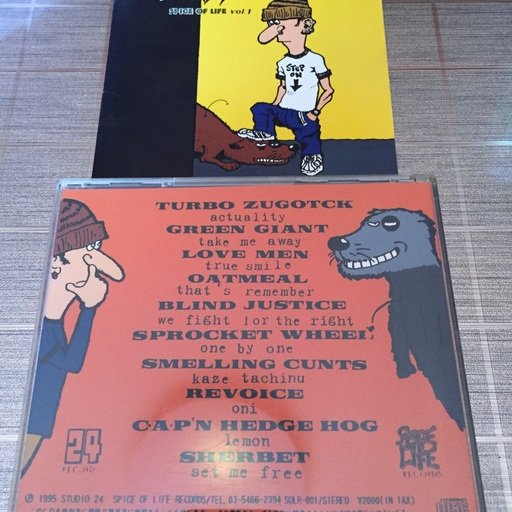 SPICE OF LIFE vol.1
STEP
ON
TURBO ZUGOTCK
actuality
GREEN GIANT
take me away
LOVE MEN
true smile
OATMEAL
that's remember
BLIND JUSTICE
we fight for the right
SPROCKET WHEEL
one by one
SMELLING CUNTS
kaze tachinu
REVOICE
oni
CAP'N HEDGE HOG
lemon
SHERBET
set me free
24
RECORDS
SPICE
OF
LIFE
RECORDS
© 1995 STUDIO 24 SPICE OF LIFE RECORDS/TEL, 03-5466-2394 SOLR-001/STEREO ¥2000(IN TAX)